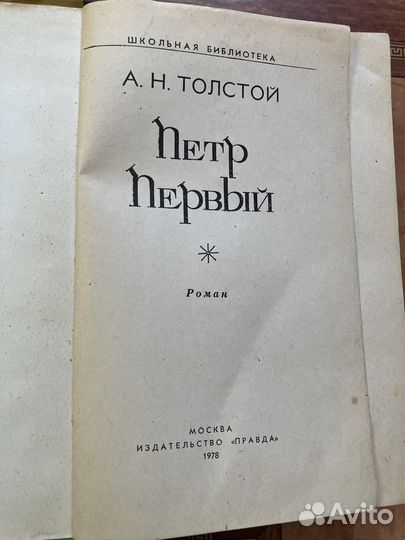 ШКОЛЬНАЯ БИБЛИОТЕКА
А. Н. ТОЛСТОЙ
ПЕТР
ПЕРВЫЙ
Роман
МОСКВА
ИЗДАТЕЛЬСТВО «ПРАВДА»
1978
Avito